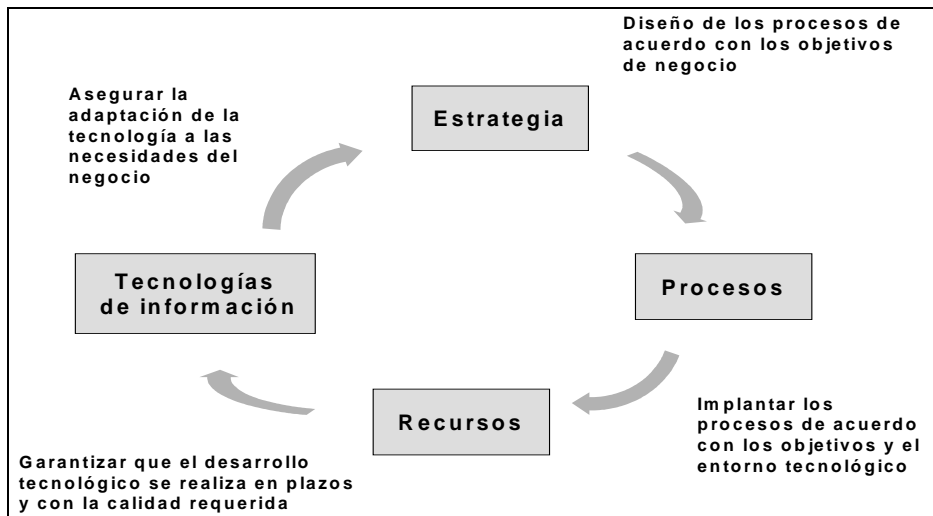 Diseño de los procesos de
acuerdo con los objetivos
de negocio
Asegurar la
adaptación de la
tecnología a las
necesidades del
negocio
Estrategia
Tecnologías
de información
Procesos
Recursos
Implantar los
procesos de acuerdo
con los objetivos y el
entorno tecnológico
Garantizar que el desarrollo
tecnológico se realiza en plazos
y con la calidad requerida